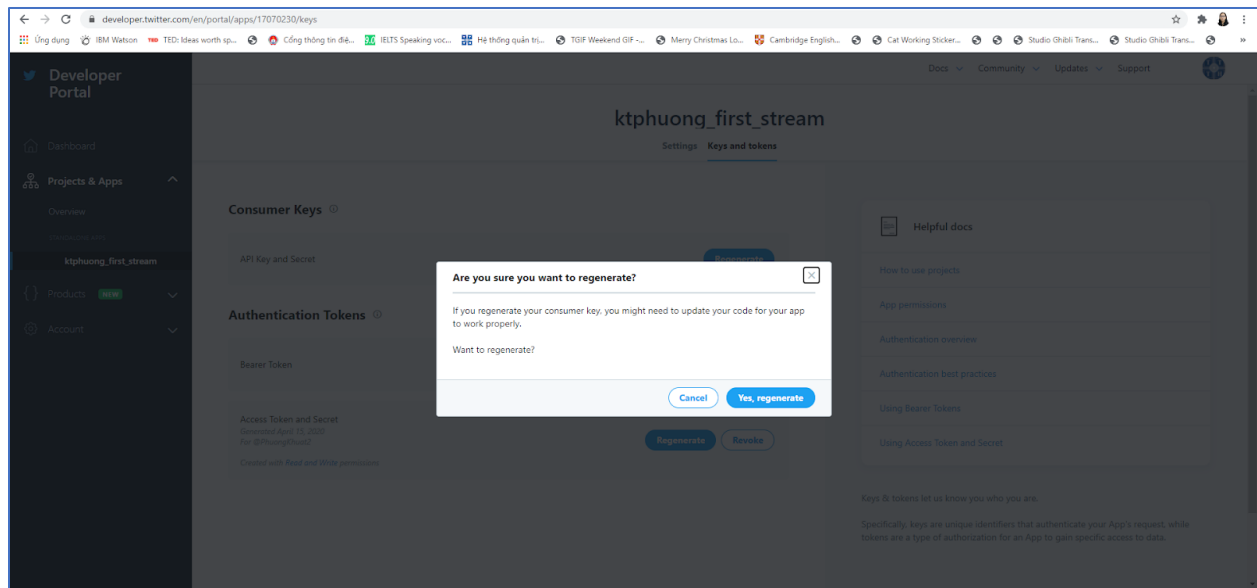 developer.twitter.com/en/portal/apps/17070230/keys
Ứng dụng IBM Watson TED: Ideas worth sp... Cổng thông tin điệ... IELTS Speaking voc... Hệ thống quản trị... TGIF Weekend GIF -... Merry Christmas Lo... Cambridge English... Cat Working Sticker... Studio Ghibli Trans... Studio Ghibli Trans... »
Developer
Portal
Docs Community Updates Support
ktphuong_first_stream
Settings Keys and tokens
Dashboard
Projects & Apps
Overview
ktphuong_first_stream
Products NEW
Account
Consumer Keys
API Key and Secret
Regenerate
Authentication Tokens
Bearer Token
Access Token and Secret
Generated April 13, 2020
Created with Read and Write permissions.
Regenerate Revoke
Are you sure you want to regenerate?
If you regenerate your consumer key, you might need to update your code for your app
to work properly.
Want to regenerate?
Cancel Yes, regenerate
Helpful docs
How to use projects
App permissions
Authentication overview
Authentication best practices
Using Bearer Tokens
Using Access Token and Secret
Keys & tokens let us know you who you are.
Specifically, keys are unique identifiers that authenticate your App's request, while
tokens are a type of authorization for an App to gain specific access to data.